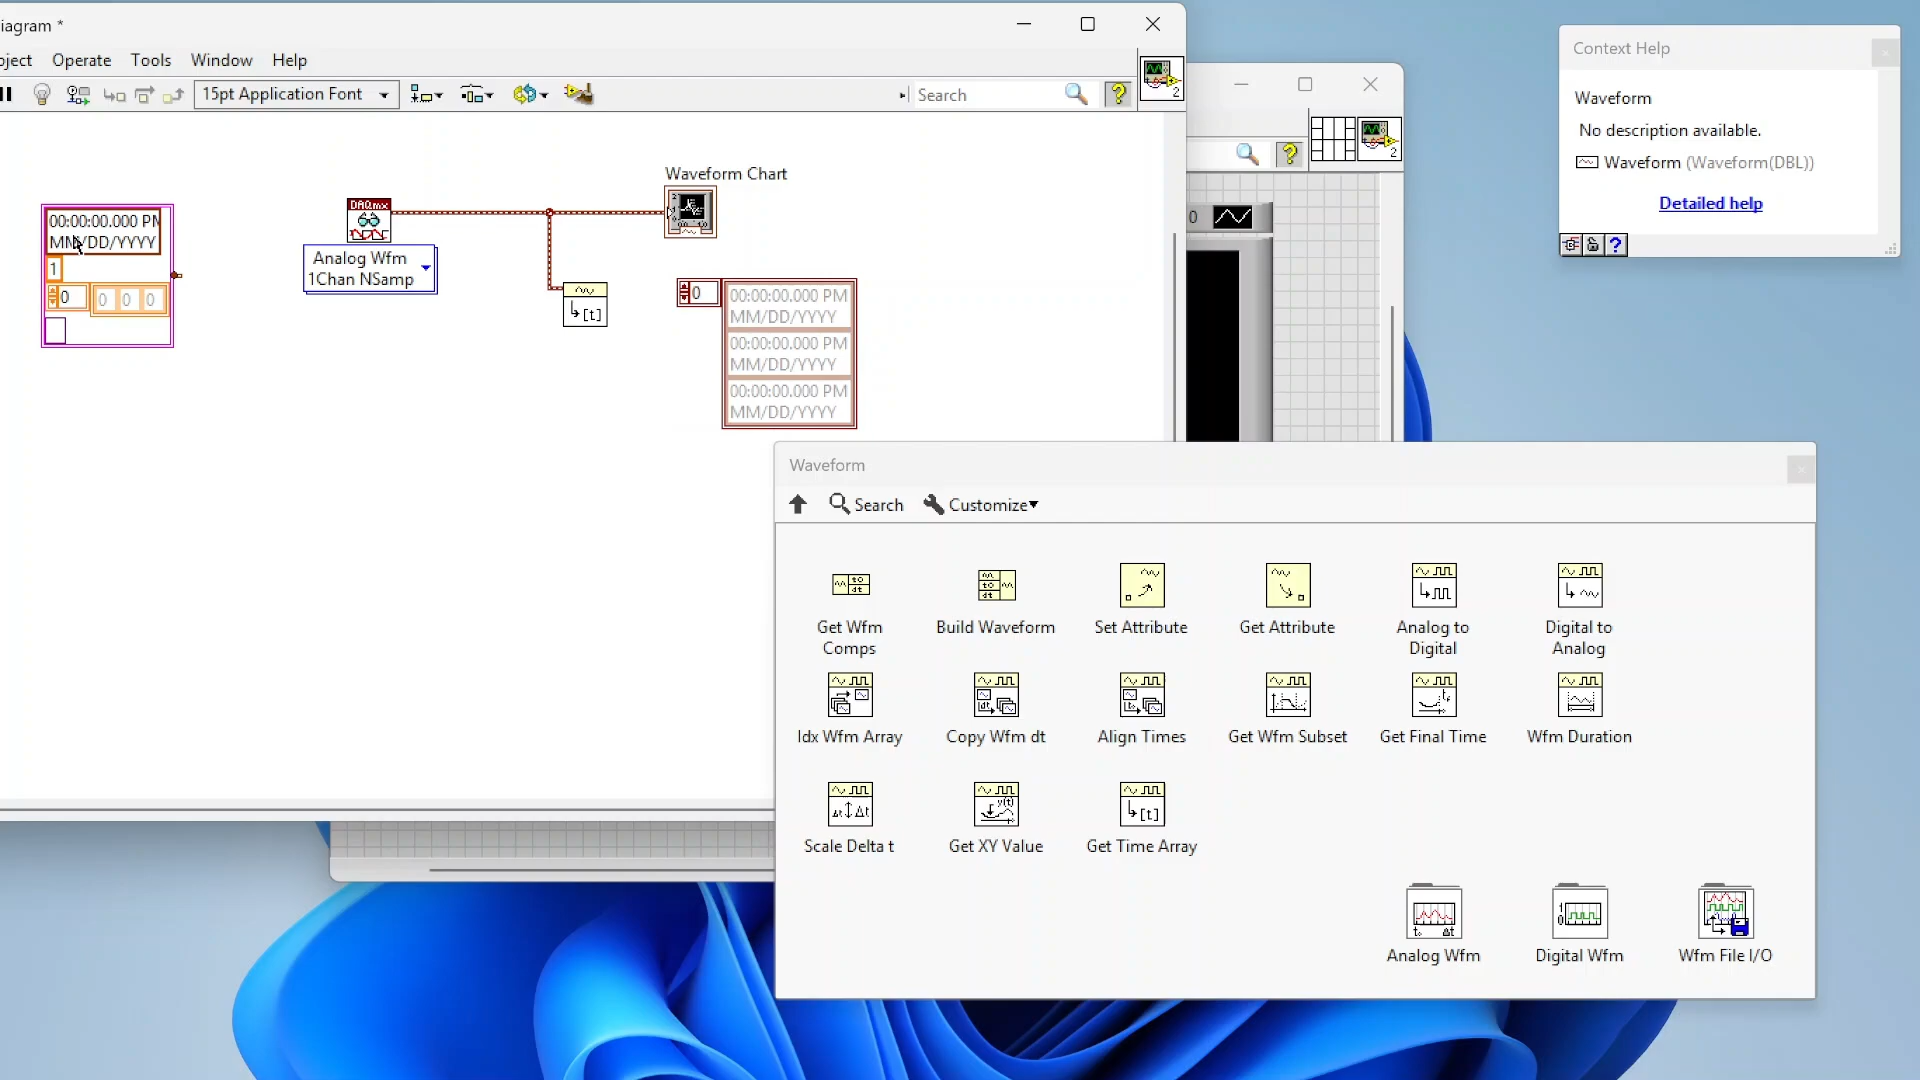 iagram *
oject Operate Tools Window Help
15pt Application Font
Search
2
2
0
Context Help
Waveform
No description available.
Waveform (Waveform(DBL))
Detailed help
Waveform Chart
00:00:00.000 PM
MM/DD/YYYY
1
0
0 0 0
DAQmx
Analog Wfm
1Chan NSamp
[t]
0
00:00:00.000 PM
MM/DD/YYYY
00:00:00.000 PM
MM/DD/YYYY
00:00:00.000 PM
MM/DD/YYYY
Waveform
Search Customize
Get Wfm
Comps
Build Waveform
Set Attribute
Get Attribute
Analog to
Digital
Digital to
Analog
Idx Wfm Array
Copy Wfm dt
Align Times
Get Wfm Subset
Get Final Time
Wfm Duration
Scale Delta t
Get XY Value
Get Time Array
Analog Wfm
Digital Wfm
Wfm File I/O